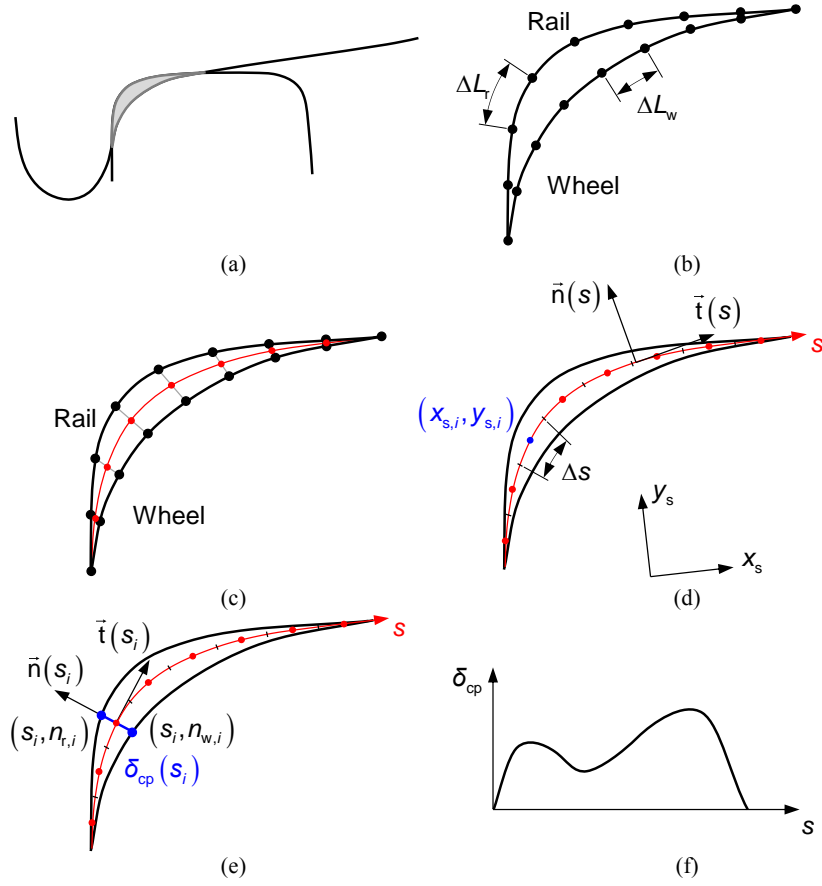 Rail
ΔL_r
ΔL_w
Wheel
(a)
(b)
n⃗(s)
t⃗(s)
s
Rail
(x_s,i, y_s,i)
Δs
Wheel
y_s
x_s
(c)
(d)
t⃗(s_i)
s
n⃗(s_i)
δ_cp
(s_i, n_r,i)
(s_i, n_w,i)
δ_cp(s_i)
s
(e)
(f)